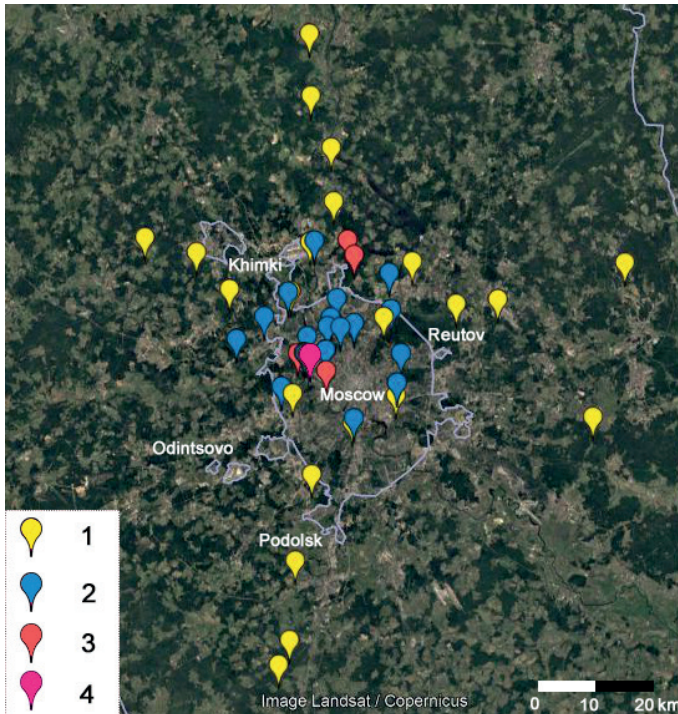 Khimki
Reutov
Moscow
Odintsovo
Podolsk
1
2
3
4
Image Landsat / Copernicus
0 10 20 km